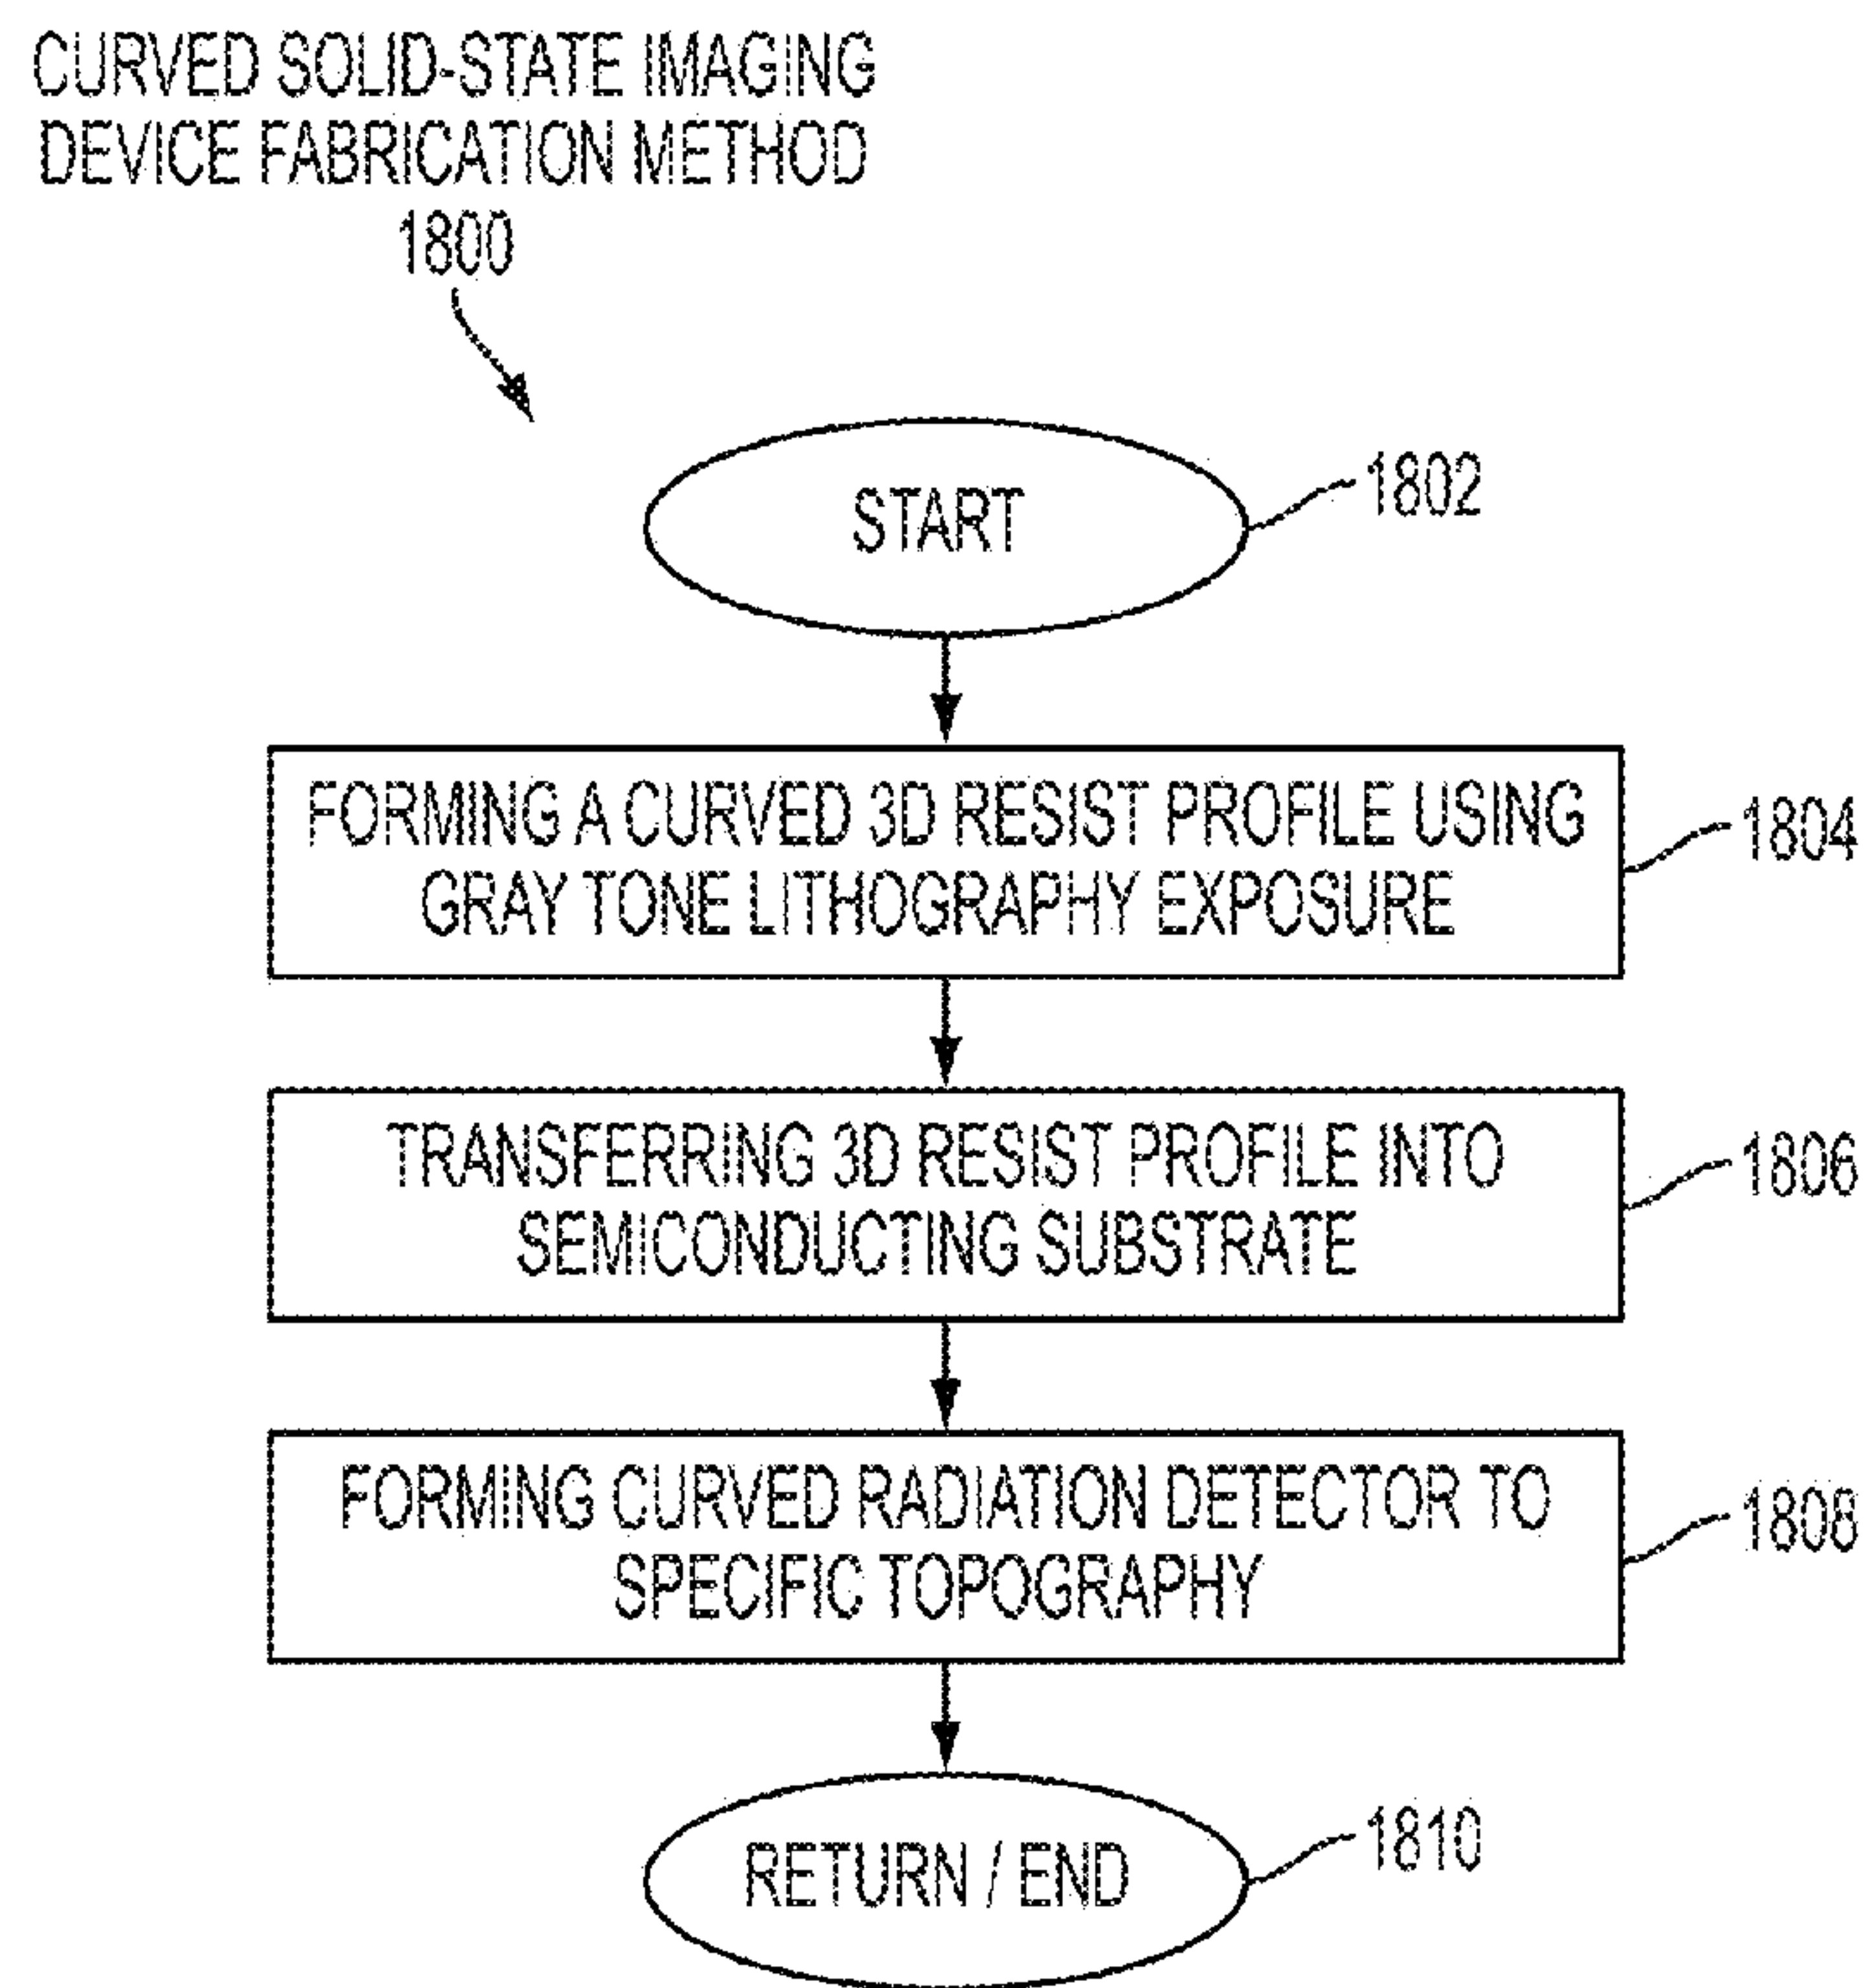 CURVED SOLID-STATE IMAGING
DEVICE FABRICATION METHOD
1800
START
1802
FORMING A CURVED 3D RESIST PROFILE USING
GRAY TONE LITHOGRAPHY EXPOSURE
1804
TRANSFERRING 3D RESIST PROFILE INTO
SEMICONDUCTING SUBSTRATE
1806
FORMING CURVED RADIATION DETECTOR TO
SPECIFIC TOPOGRAPHY
1808
RETURN / END
1810